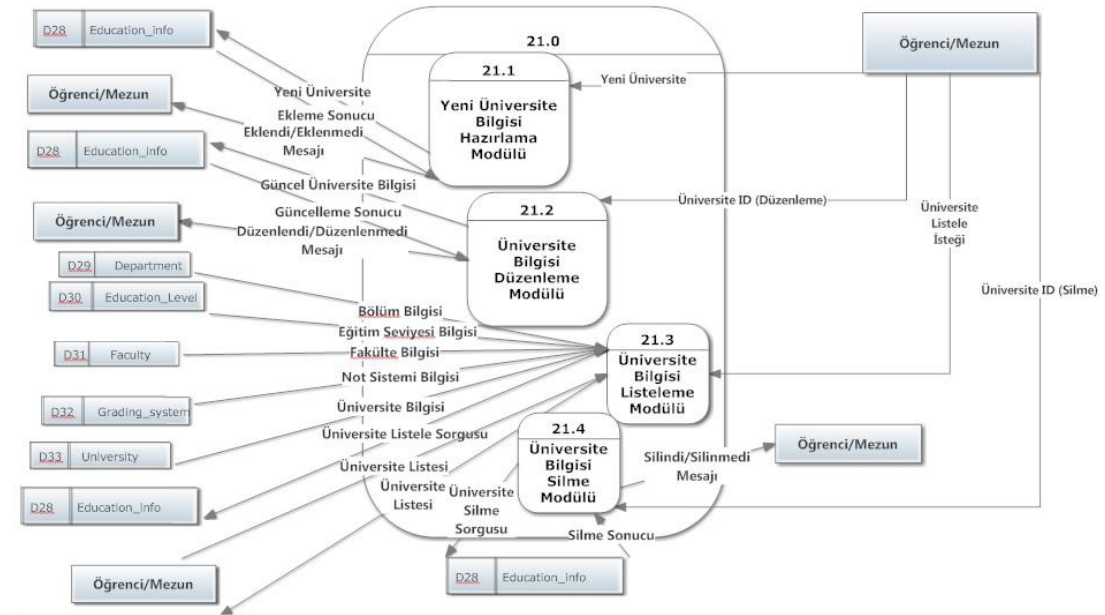 D28 Education_info
Öğrenci/Mezun
D28 Education_info
Öğrenci/Mezun
D29 Department
D30 Education_Level
D31 Faculty
D32 Grading_system
D33 University
D28 Education_info
Öğrenci/Mezun
21.0
21.1
Yeni Üniversite
Bilgisi
Hazırlama
Modülü
21.2
Üniversite
Bilgisi
Düzenleme
Modülü
21.3
Üniversite
Bilgisi
Listeleme
Modülü
21.4
Üniversite
Bilgisi
Silme
Modülü
Yeni Üniversite
Ekleme Sonucu
Eklendi/Eklenmedi
Mesajı
Güncel Üniversite Bilgisi
Güncelleme Sonucu
Düzenlendi/Düzenlenmedi
Mesajı
Bölüm Bilgisi
Eğitim Seviyesi Bilgisi
Fakülte Bilgisi
Not Sistemi Bilgisi
Üniversite Bilgisi
Üniversite Listele Sorgusu
Üniversite Listesi
Üniversite
Listesi
Üniversite
Silme
Sorgusu
Silme Sonucu
D28 Education_info
Silindi/Silinmedi
Mesajı
Öğrenci/Mezun
Öğrenci/Mezun
Yeni Üniversite
Üniversite ID (Düzenleme)
Üniversite
Listele
İsteği
Üniversite ID (Silme)